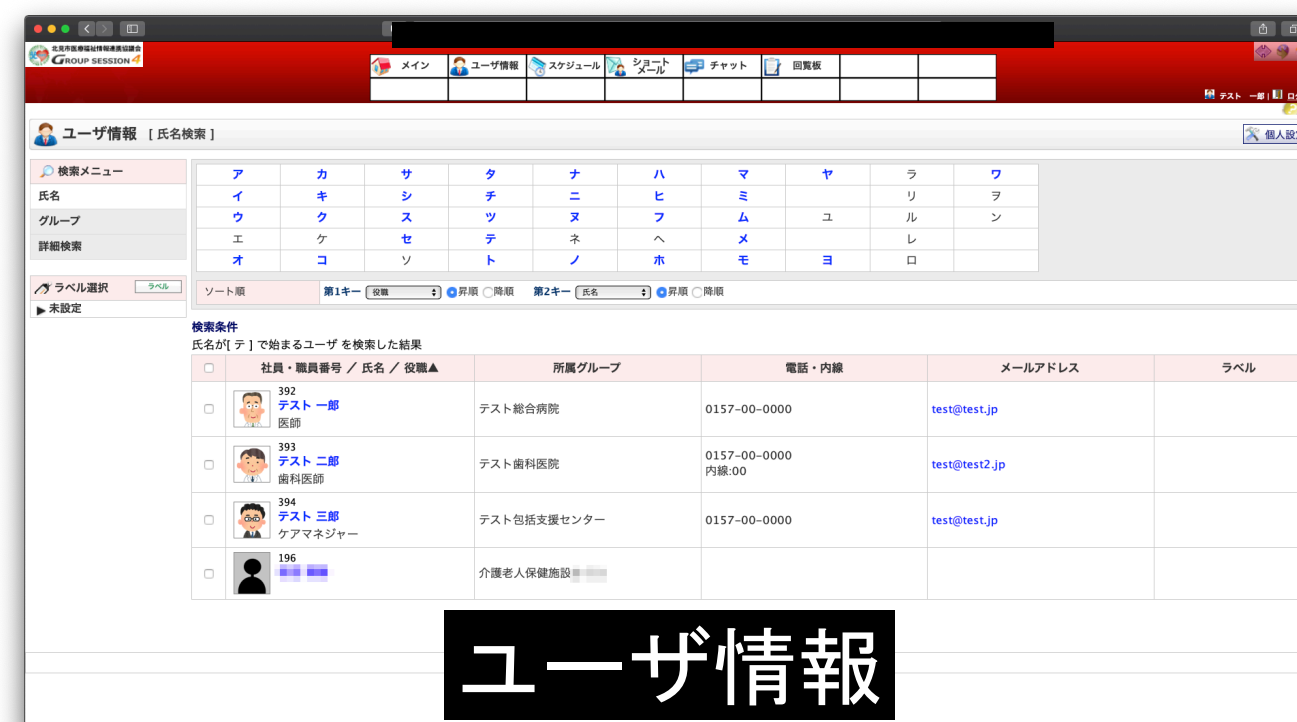 北見市医療福祉情報連携協議会
GROUP SESSION 4
メイン
ユーザ情報
スケジュール
ショートメール
チャット
回覧板
テスト 一郎 |
ユーザ情報 [ 氏名検索 ]
個人設
検索メニュー
氏名
グループ
詳細検索
ラベル選択 ラベル
未設定
ア カ サ タ ナ ハ マ ヤ ラ ワ
イ キ シ チ ニ ヒ ミ リ ヲ
ウ ク ス ツ ヌ フ ム ユ ル ン
エ ケ セ テ ネ ヘ メ レ
オ コ ソ ト ノ ホ モ ヨ ロ
ソート順 第1キー 役職 昇順 降順 第2キー 氏名 昇順 降順
検索条件
氏名が[ テ ] で始まるユーザ を検索した結果
社員・職員番号 ／ 氏名 ／ 役職▲ 所属グループ 電話・内線 メールアドレス ラベル
392
テスト 一郎
医師
テスト総合病院
0157-00-0000
test@test.jp
393
テスト 二郎
歯科医師
テスト歯科医院
0157-00-0000
内線:00
test@test2.jp
394
テスト 三郎
ケアマネジャー
テスト包括支援センター
0157-00-0000
test@test.jp
196
介護老人保健施設
ユーザ情報